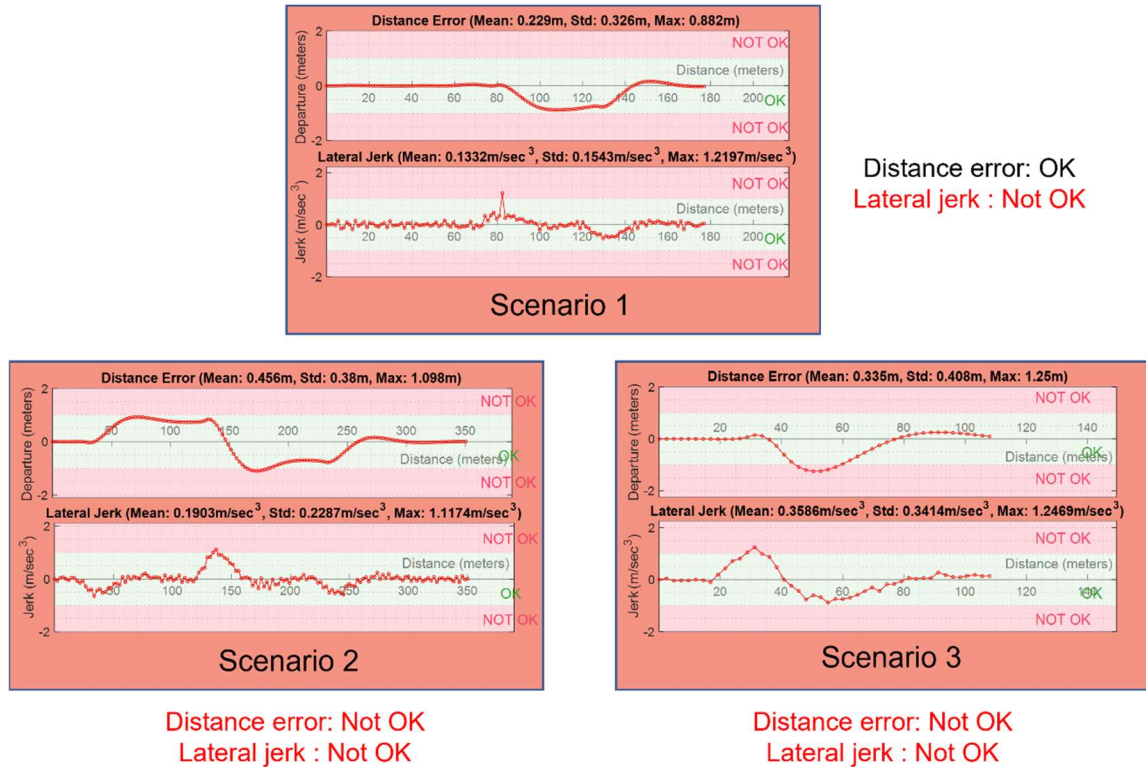 Distance Error (Mean: 0.229m, Std: 0.326m, Max: 0.882m)
2
NOT OK
Departure (meters)
Distance (meters)
0
20 40 60 80 100 120 140 160 180 200
OK
NOT OK
-2
Lateral Jerk (Mean: 0.1332m/sec³, Std: 0.1543m/sec³, Max: 1.2197m/sec³)
2
NOT OK
Jerk (m/sec³)
Distance (meters)
0
20 40 60 80 100 120 140 160 180 200
OK
NOT OK
-2
Scenario 1
Distance error: OK
Lateral jerk : Not OK
Distance Error (Mean: 0.456m, Std: 0.38m, Max: 1.098m)
2
NOT OK
Departure (meters)
0
50 100 150 200 250 300 350
Distance (meters)
OK
NOT OK
-2
Lateral Jerk (Mean: 0.1903m/sec³, Std: 0.2287m/sec³, Max: 1.1174m/sec³)
2
NOT OK
Jerk (m/sec³)
Distance (meters)
0
50 100 150 200 250 300 350
OK
NOT OK
-2
Scenario 2
Distance error: Not OK
Lateral jerk : Not OK
Distance Error (Mean: 0.335m, Std: 0.408m, Max: 1.25m)
2
NOT OK
Departure (meters)
0
20 40 60 80 100 120 140
Distance (meters)
OK
NOT OK
-2
Lateral Jerk (Mean: 0.3586m/sec³, Std: 0.3414m/sec³, Max: 1.2469m/sec³)
2
NOT OK
Jerk (m/sec³)
Distance (meters)
0
20 40 60 80 100 120 140
OK
NOT OK
-2
Scenario 3
Distance error: Not OK
Lateral jerk : Not OK